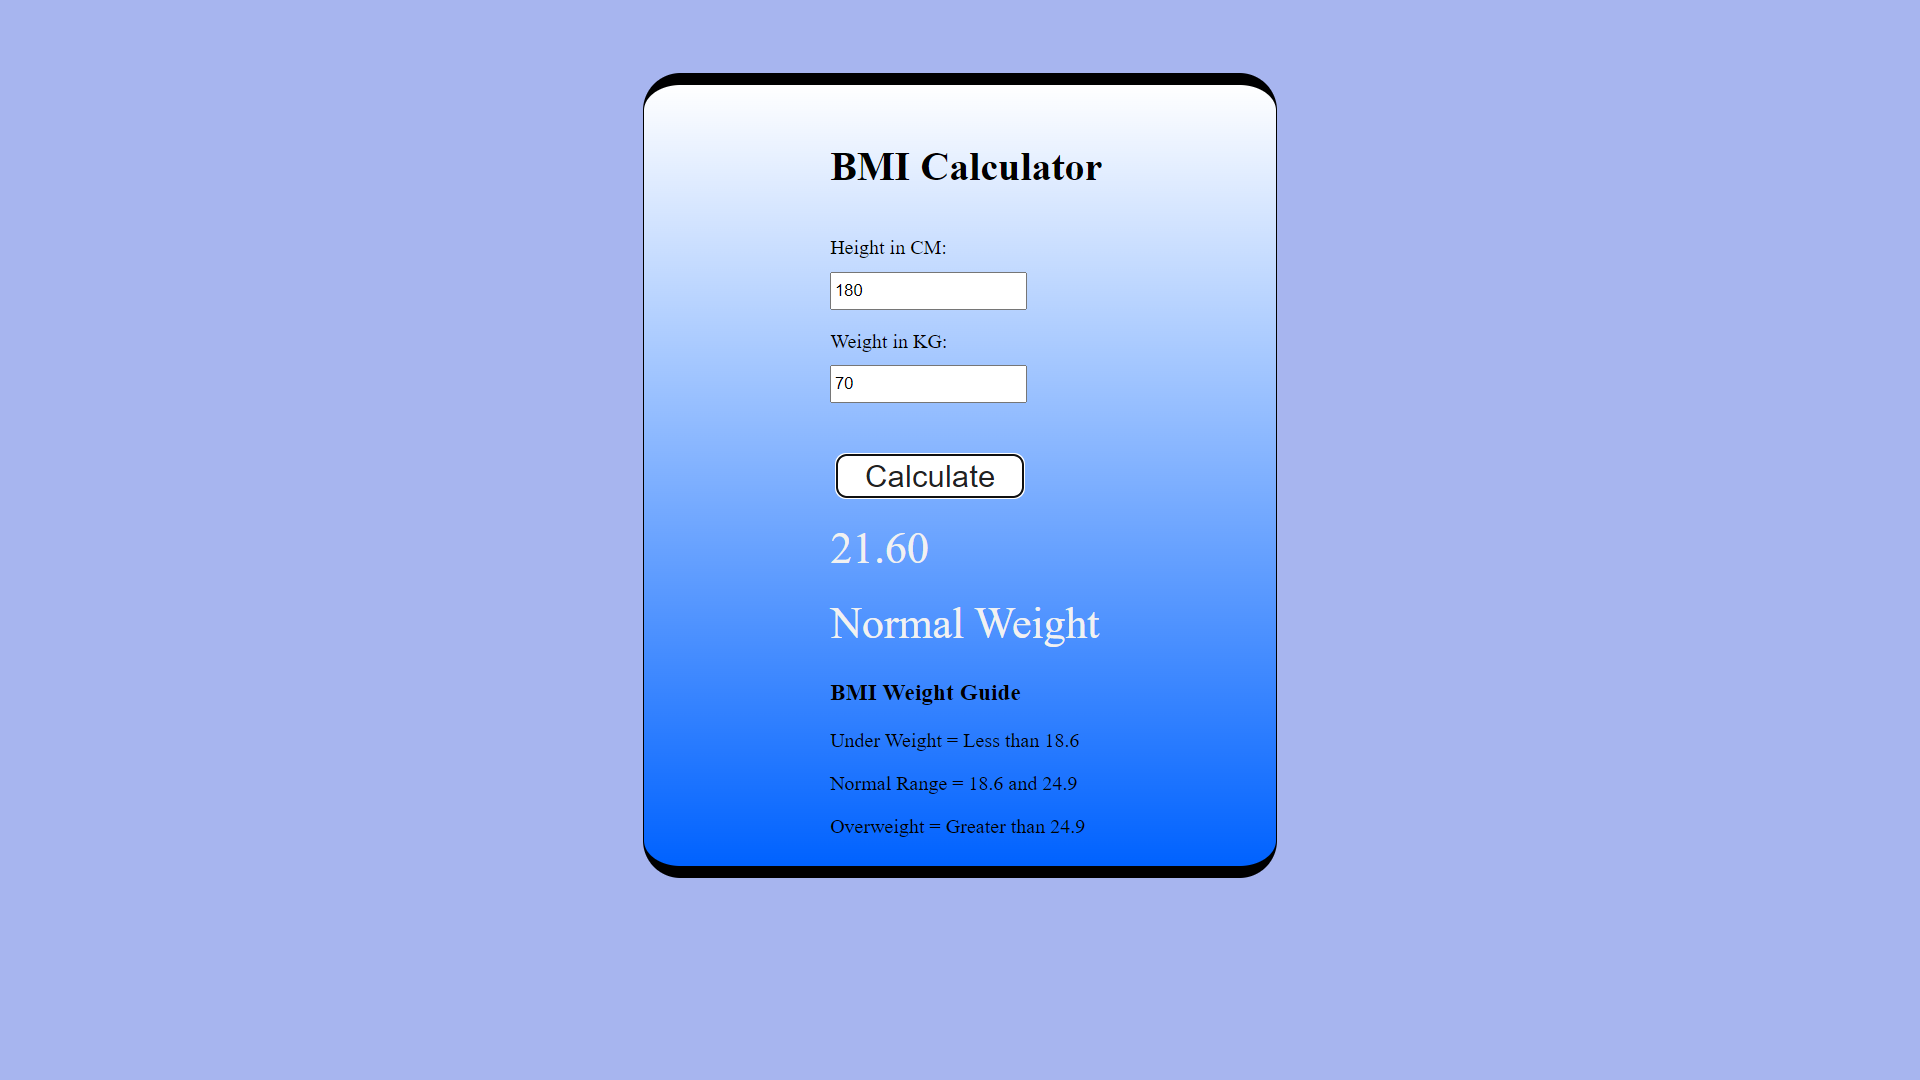 BMI Calculator
Height in CM:
180
Weight in KG:
70
Calculate
21.60
Normal Weight
BMI Weight Guide
Under Weight = Less than 18.6
Normal Range = 18.6 and 24.9
Overweight = Greater than 24.9